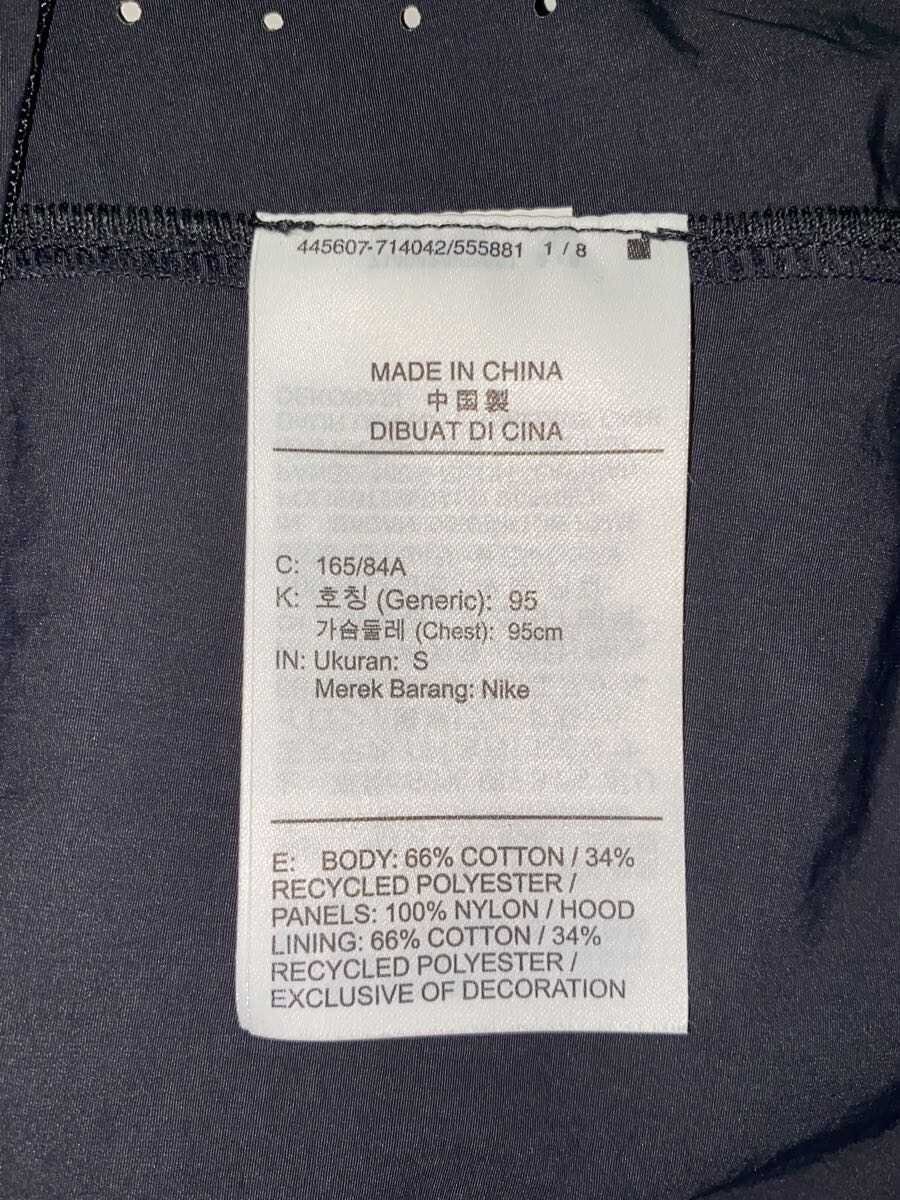 445607-714042/555881 1 / 8
MADE IN CHINA
中国製
DIBUAT DI CINA
C: 165/84A
K: 호칭 (Generic): 95
가슴둘레 (Chest): 95cm
IN: Ukuran: S
Merek Barang: Nike
E: BODY: 66% COTTON / 34%
RECYCLED POLYESTER /
PANELS: 100% NYLON / HOOD
LINING: 66% COTTON / 34%
RECYCLED POLYESTER /
EXCLUSIVE OF DECORATION